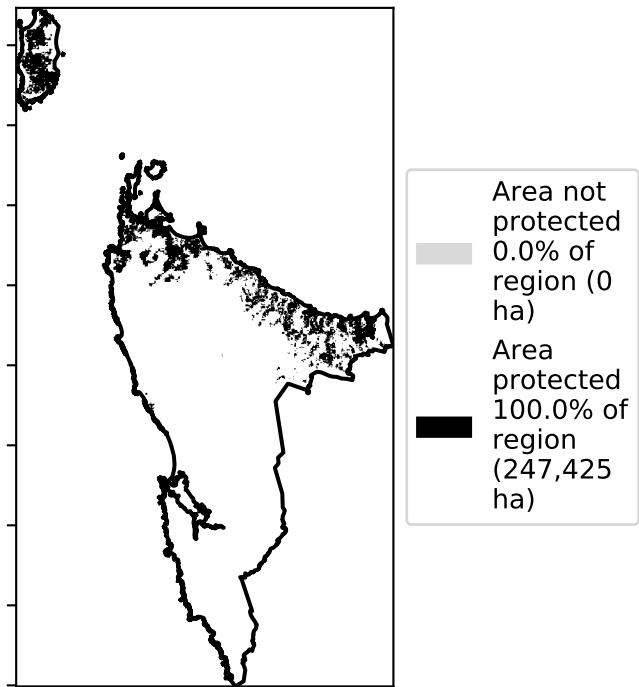 Area not
protected
0.0% of
region (0
ha)
Area
protected
100.0% of
region
(247,425
ha)